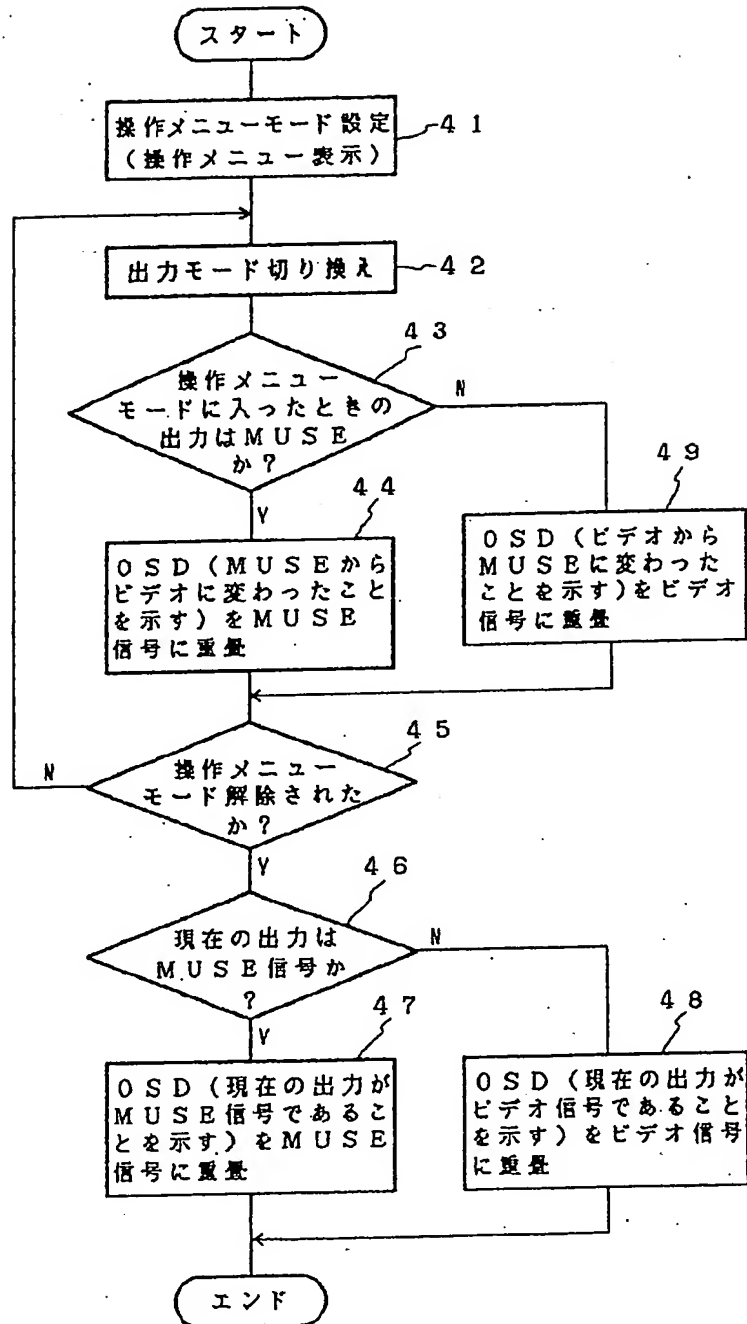 スタート
操作メニューモード設定
(操作メニュー表示)
41
出力モード切り換え
42
43
操作メニュー
モードに入ったときの
出力はMUSE
か?
N
Y
44
OSD(MUSEから
ビデオに変わったこと
を示す)をMUSE
信号に重畳
49
OSD(ビデオから
MUSEに変わった
ことを示す)をビデオ
信号に重畳
45
操作メニュー
モード解除された
か?
N
Y
46
現在の出力は
MUSE信号か
?
N
Y
47
OSD(現在の出力が
MUSE信号であるこ
とを示す)をMUSE
信号に重畳
48
OSD(現在の出力が
ビデオ信号であること
を示す)をビデオ信号
に重畳
エンド